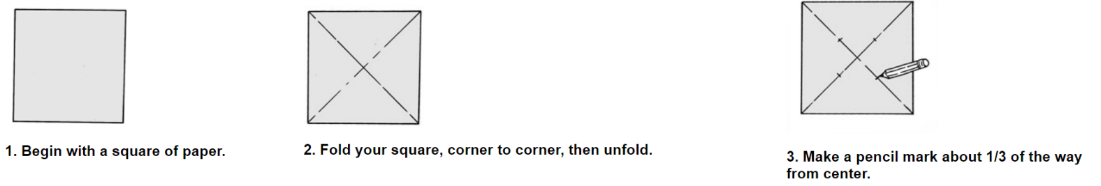 1. Begin with a square of paper.
2. Fold your square, corner to corner, then unfold.
3. Make a pencil mark about 1/3 of the way
from center.